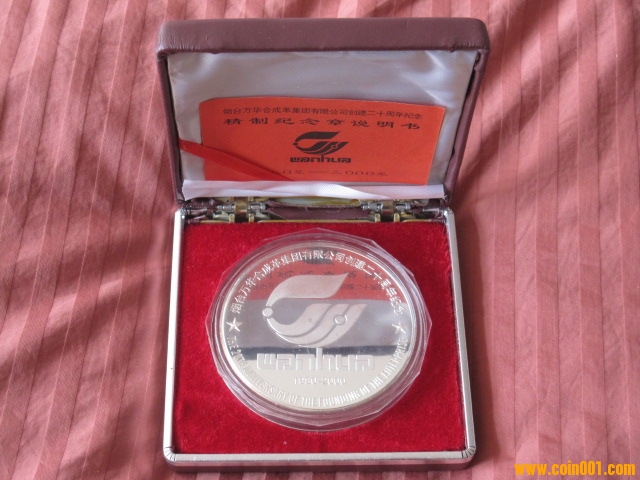 烟台万华合成革集团有限公司创建二十周年纪念
精制纪念章说明书
wanhua
烟台万华合成革集团有限公司创建二十周年纪念
wanhua
1980-2000
www.coin001.com